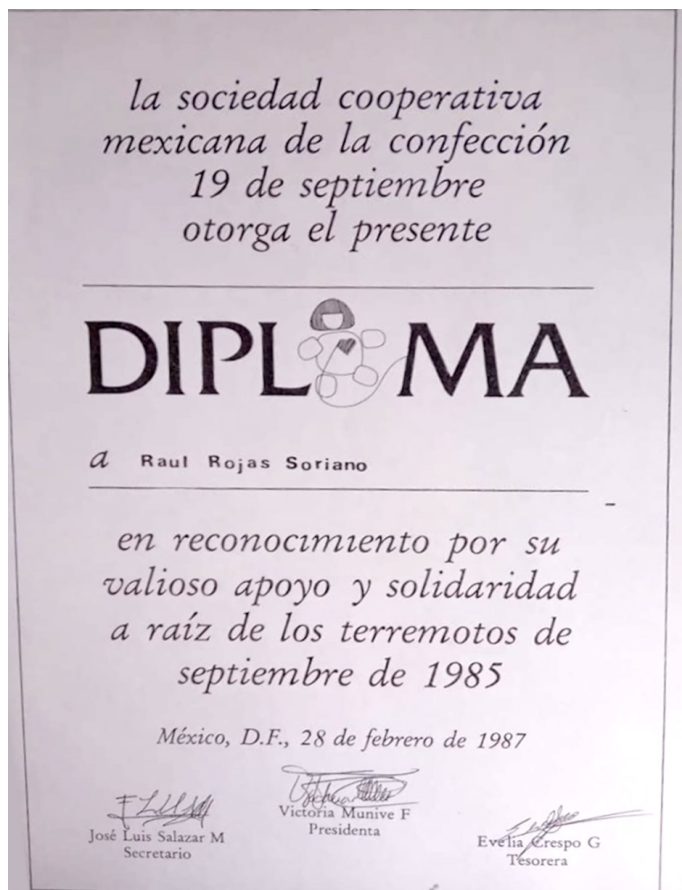 la sociedad cooperativa
mexicana de la confección
19 de septiembre
otorga el presente
DIPLOMA
a Raul Rojas Soriano
en reconocimiento por su
valioso apoyo y solidaridad
a raíz de los terremotos de
septiembre de 1985
México, D.F., 28 de febrero de 1987
José Luis Salazar M
Secretario
Victoria Munive F
Presidenta
Evelia Crespo G
Tesorera